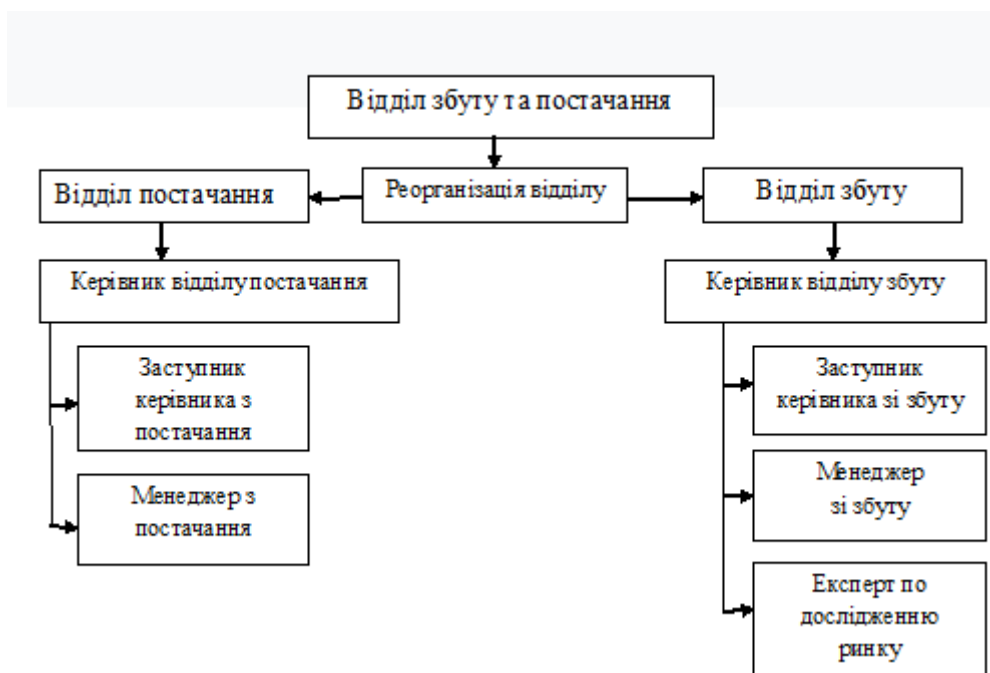 Відділ збуту та постачання
Відділ постачання
Реорганізація відділу
Відділ збуту
Керівник відділу постачання
Керівник відділу збуту
Заступник
керівника з
постачання
Заступник
керівника зі збуту
Менеджер з
постачання
Менеджер
зі збуту
Експерт по
дослідженню
ринку